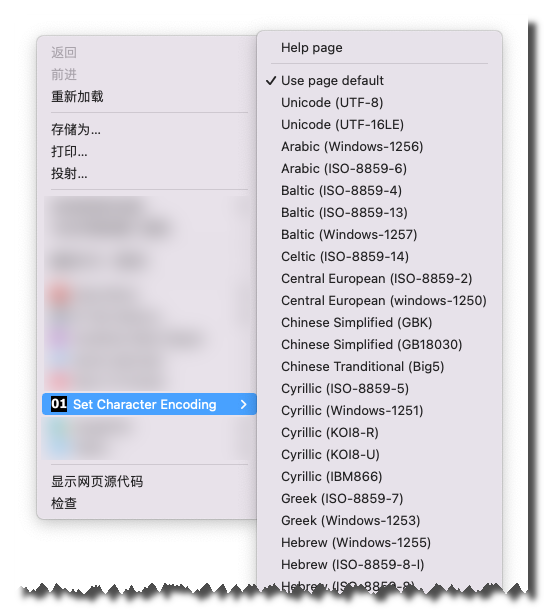 返回
前进
重新加载
存储为...
打印...
投射...
01 Set Character Encoding
显示网页源代码
检查
Help page
Use page default
Unicode (UTF-8)
Unicode (UTF-16LE)
Arabic (Windows-1256)
Arabic (ISO-8859-6)
Baltic (ISO-8859-4)
Baltic (ISO-8859-13)
Baltic (Windows-1257)
Celtic (ISO-8859-14)
Central European (ISO-8859-2)
Central European (windows-1250)
Chinese Simplified (GBK)
Chinese Simplified (GB18030)
Chinese Tranditional (Big5)
Cyrillic (ISO-8859-5)
Cyrillic (Windows-1251)
Cyrillic (KOI8-R)
Cyrillic (KOI8-U)
Cyrillic (IBM866)
Greek (ISO-8859-7)
Greek (Windows-1253)
Hebrew (Windows-1255)
Hebrew (ISO-8859-8-I)
Hebrew (ISO-8859-8)